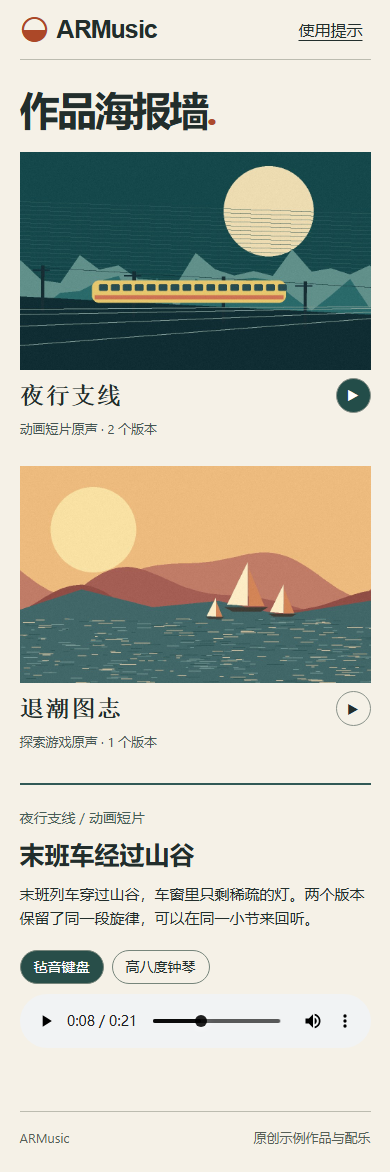 ARMusic
使用提示
作品海报墙.
夜行支线
动画短片原声 · 2 个版本
退潮图志
探索游戏原声 · 1 个版本
夜行支线 / 动画短片
末班车经过山谷
末班列车穿过山谷，车窗里只剩稀疏的灯。两个版本
保留了同一段旋律，可以在同一小节来回听。
毡音键盘
高八度钟琴
0:08 / 0:21
ARMusic
原创示例作品与配乐